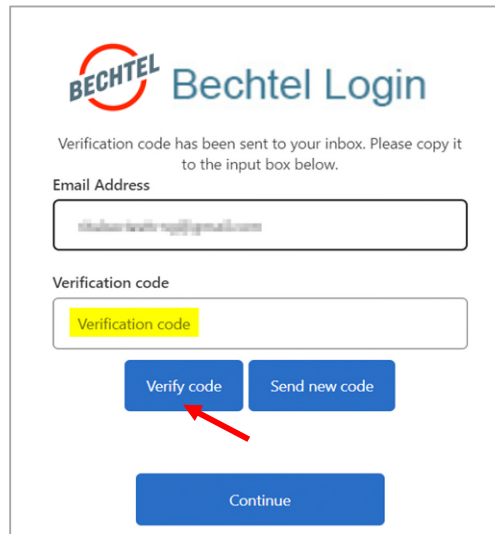 BECHTEL
Bechtel Login
Verification code has been sent to your inbox. Please copy it
to the input box below.
Email Address
Verification code
Verification code
Verify code
Send new code
Continue